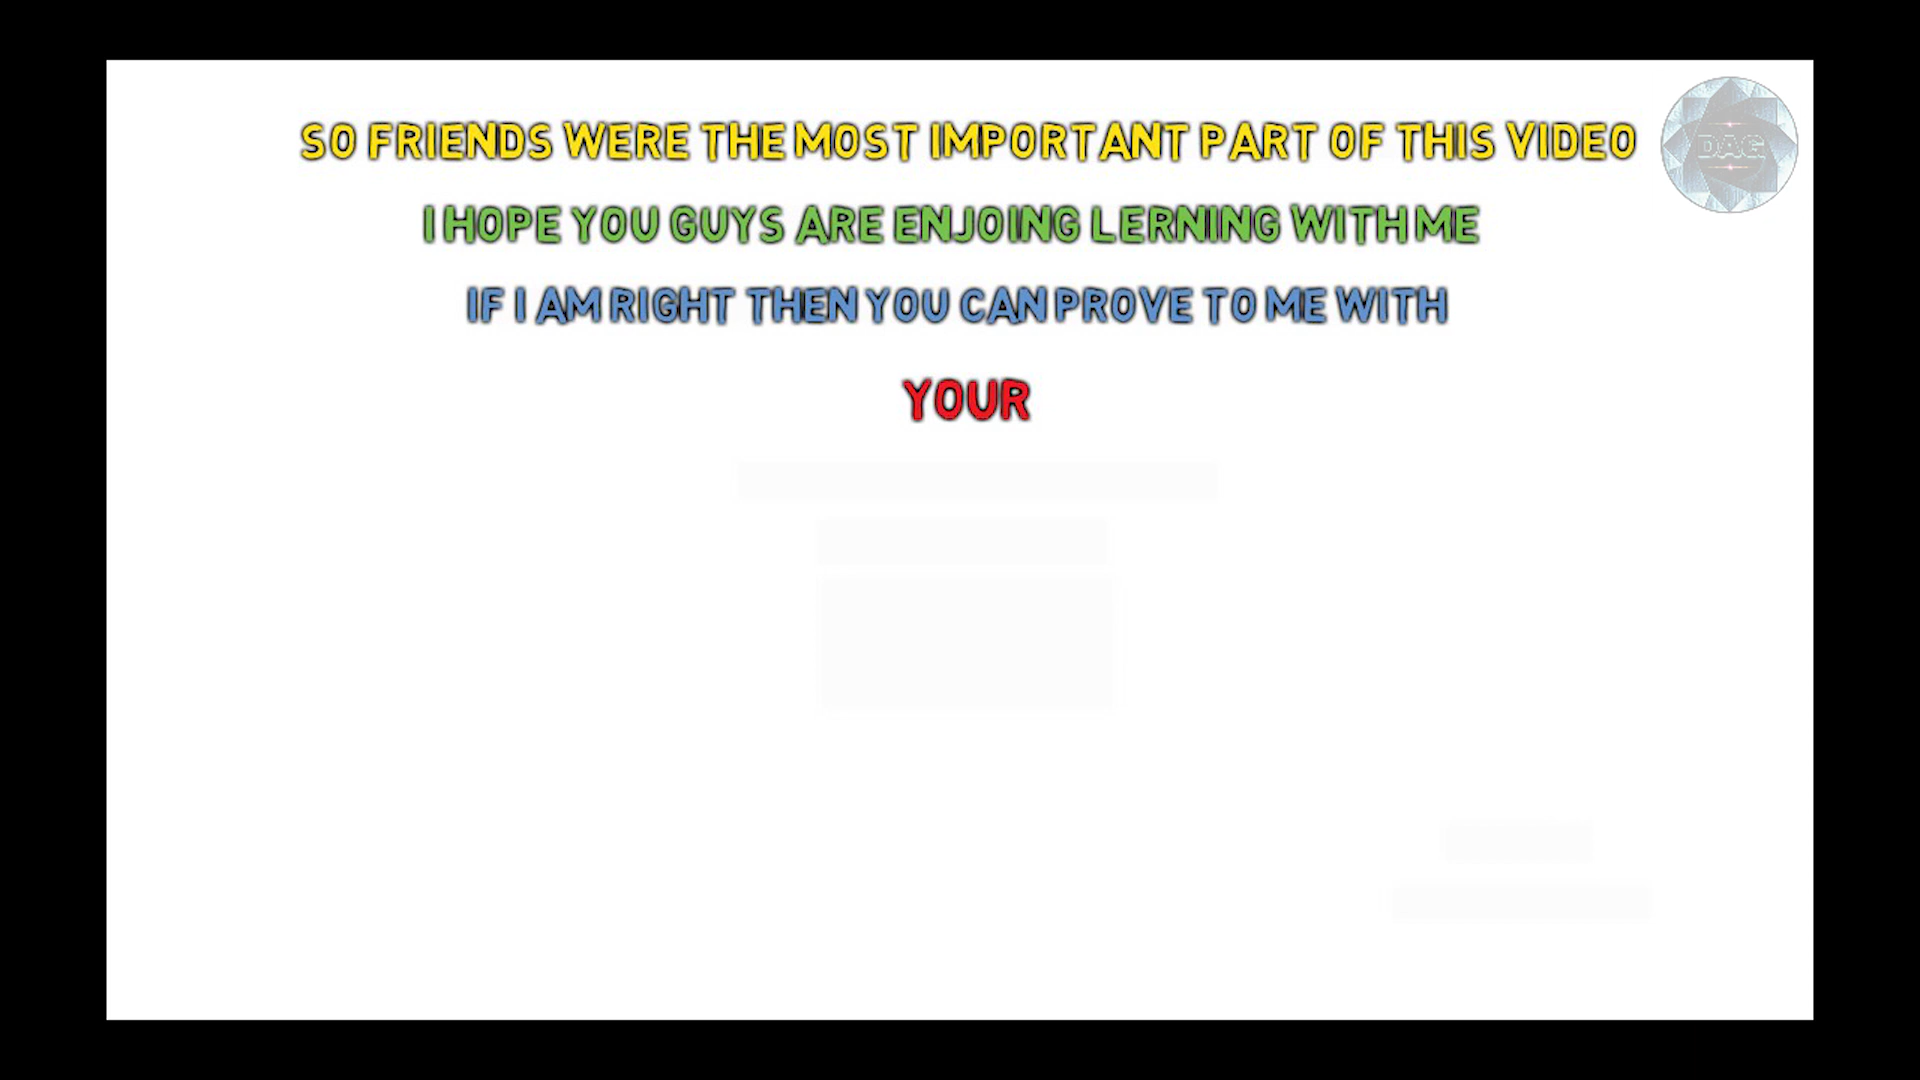 SO FRIENDS WERE THE MOST IMPORTANT PART OF THIS VIDEO
DAG
I HOPE YOU GUYS ARE ENJOING LERNING WITH ME
IF I AM RIGHT THEN YOU CAN PROVE TO ME WITH
YOUR